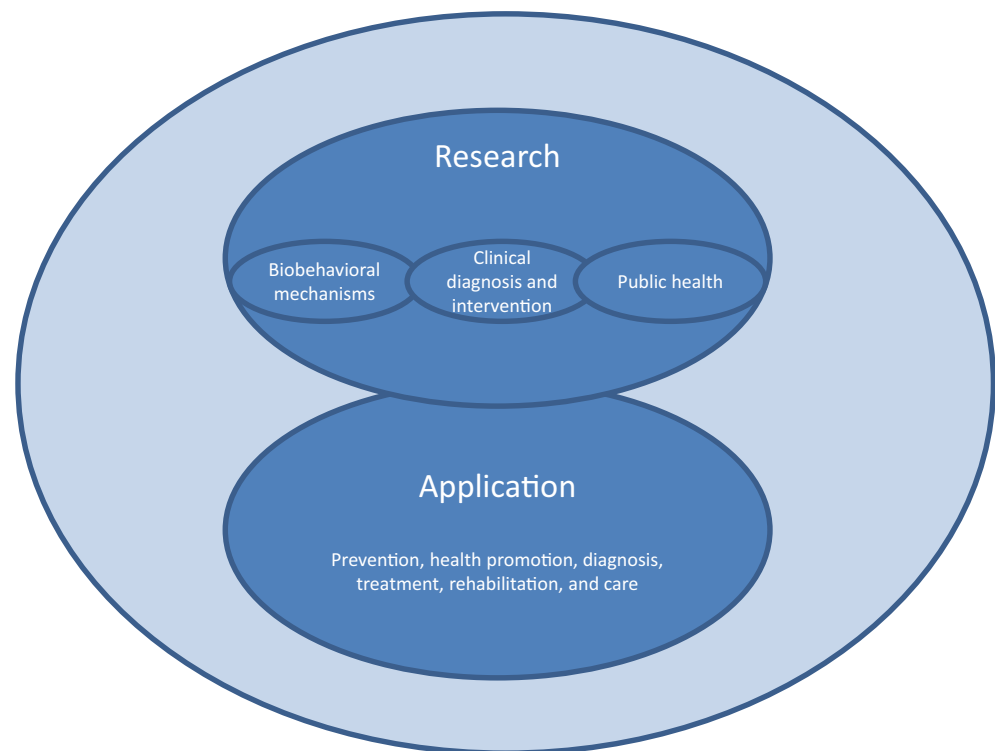 Research
Biobehavioral
mechanisms
Clinical
diagnosis and
intervention
Public health
Application
Prevention, health promotion, diagnosis,
treatment, rehabilitation, and care